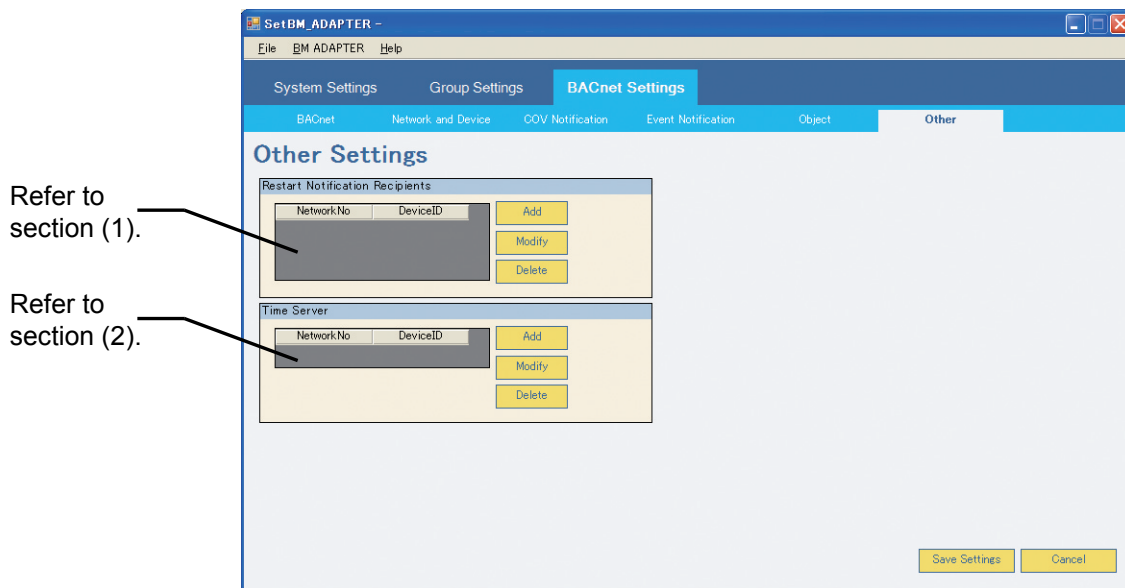 SetBM_ADAPTER -
File BM ADAPTER Help
System Settings Group Settings BACnet Settings
BACnet Network and Device COV Notification Event Notification Object Other
Other Settings
Refer to
section (1).
Restart Notification Recipients
NetworkNo DeviceID
Add
Modify
Delete
Refer to
section (2).
Time Server
NetworkNo DeviceID
Add
Modify
Delete
Save Settings Cancel